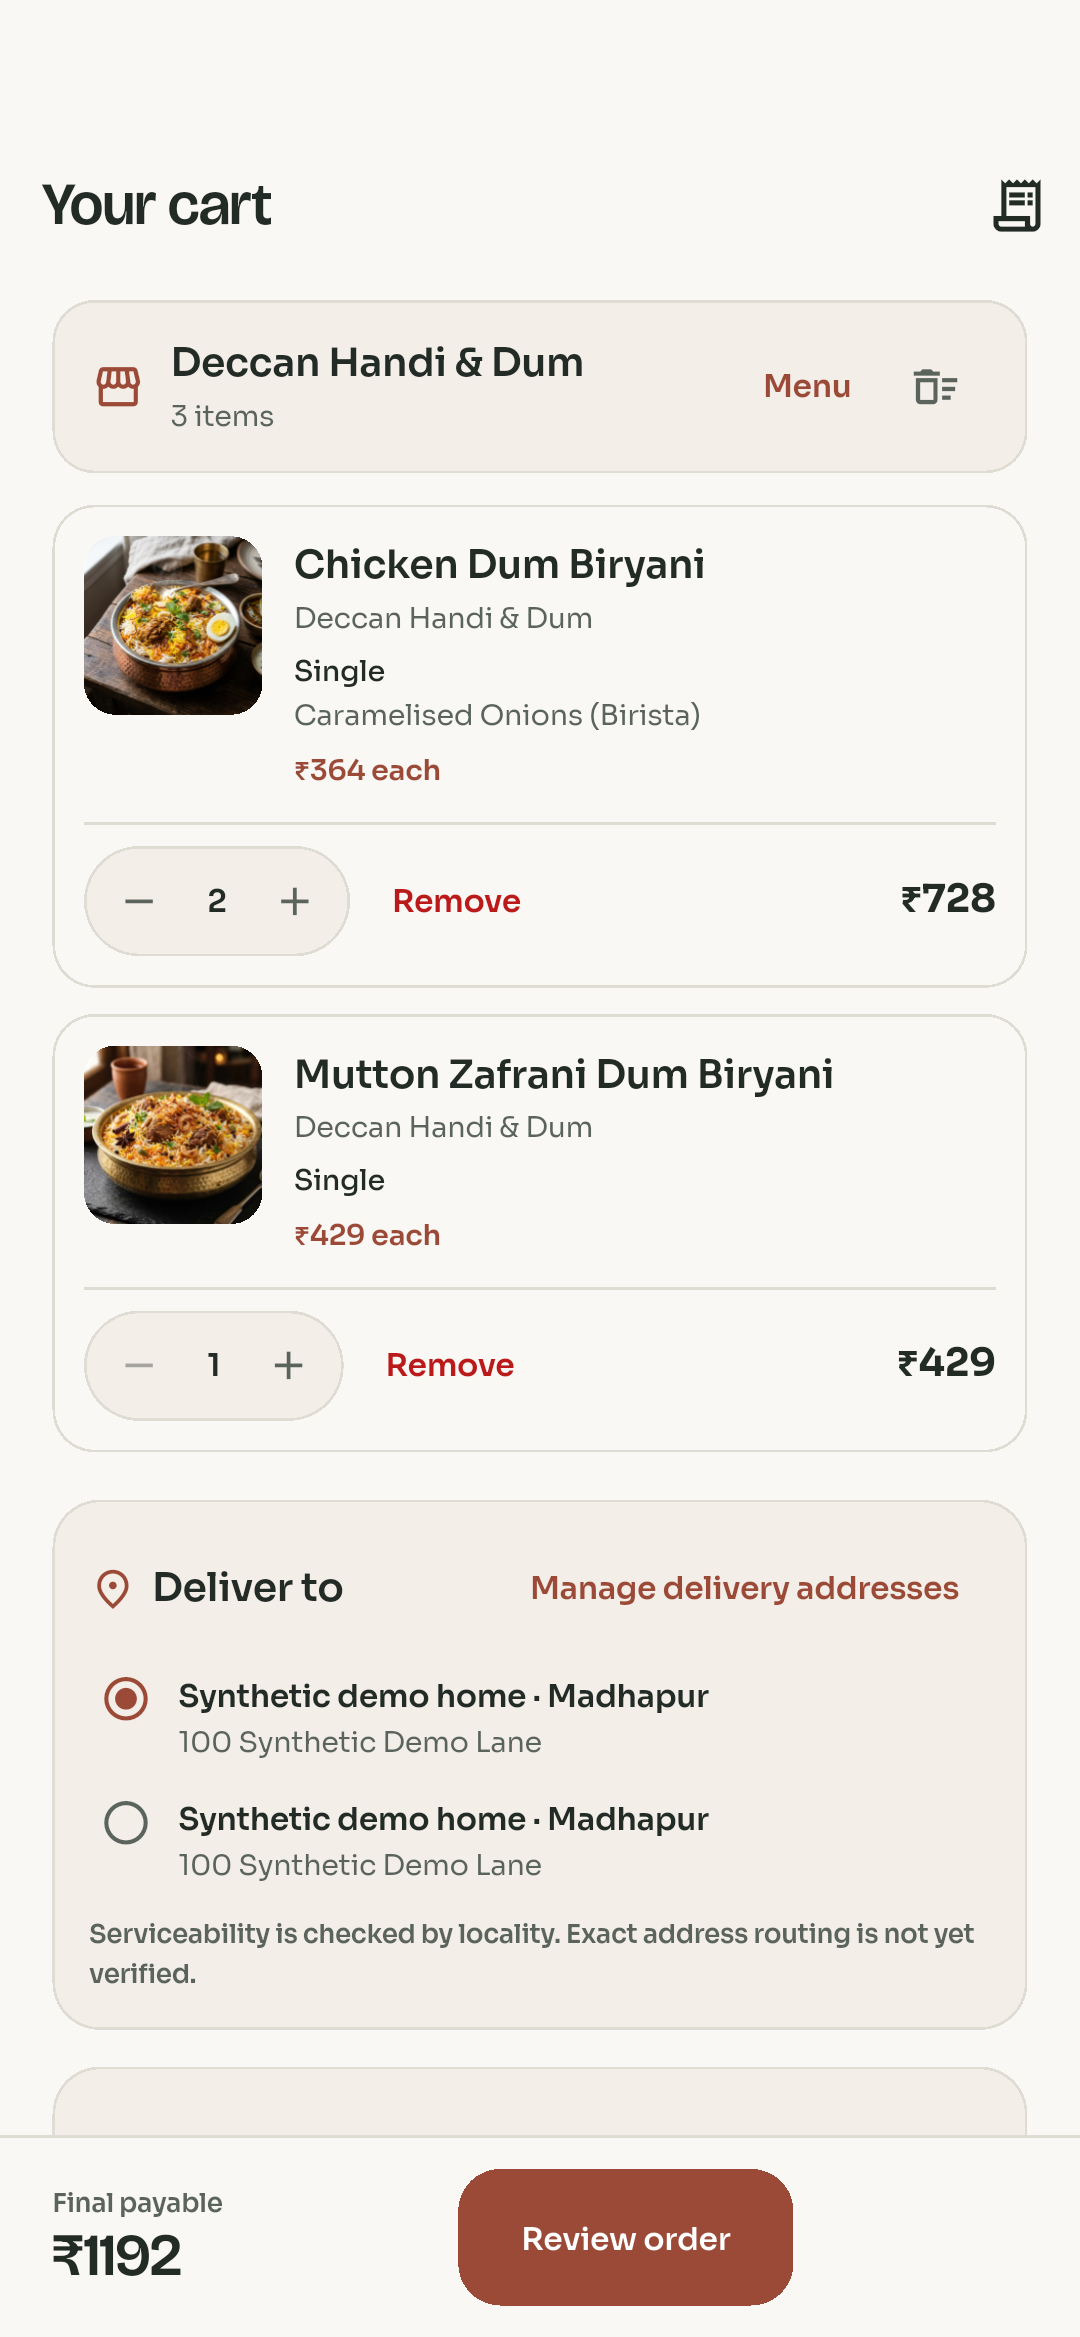 Your cart
Deccan Handi & Dum
3 items
Menu
Chicken Dum Biryani
Deccan Handi & Dum
Single
Caramelised Onions (Birista)
₹364 each
2
Remove
₹728
Mutton Zafrani Dum Biryani
Deccan Handi & Dum
Single
₹429 each
1
Remove
₹429
Deliver to
Manage delivery addresses
Synthetic demo home · Madhapur
100 Synthetic Demo Lane
Synthetic demo home · Madhapur
100 Synthetic Demo Lane
Serviceability is checked by locality. Exact address routing is not yet
verified.
Final payable
₹1192
Review order